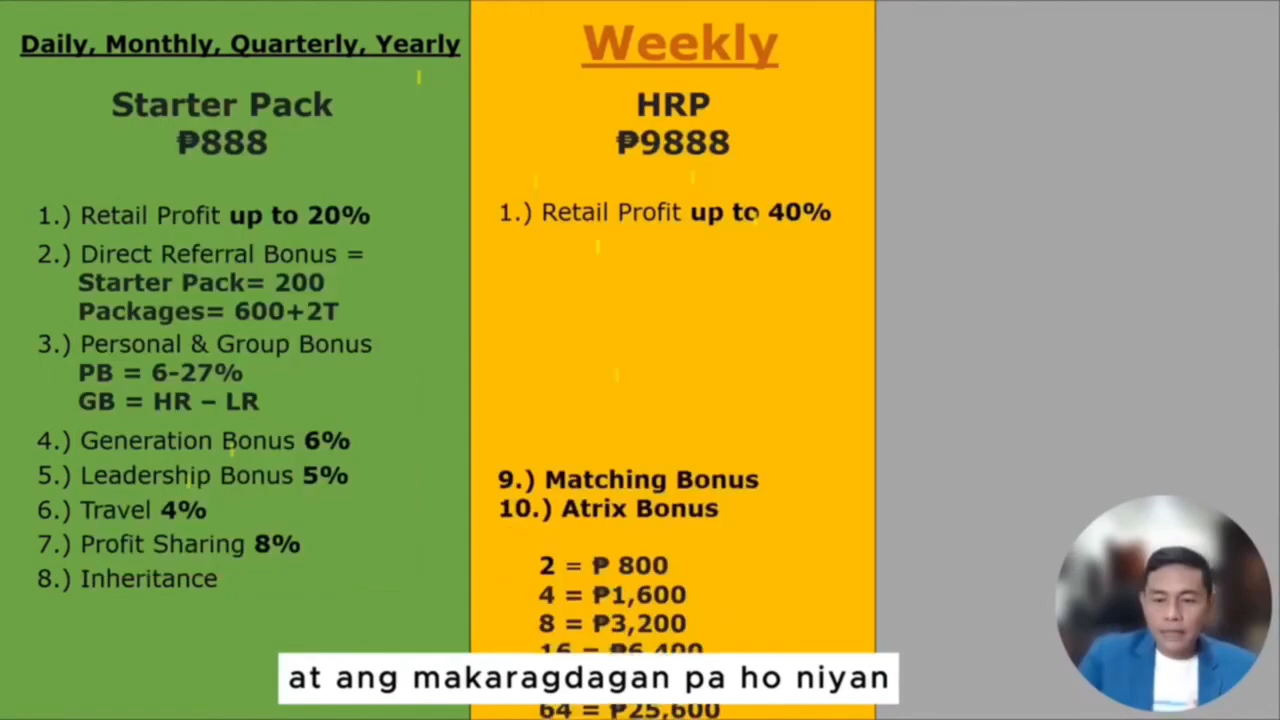 Daily, Monthly, Quarterly, Yearly
Starter Pack
₱888
1.) Retail Profit up to 20%
2.) Direct Referral Bonus =
Starter Pack= 200
Packages= 600+2T
3.) Personal & Group Bonus
PB = 6-27%
GB = HR – LR
4.) Generation Bonus 6%
5.) Leadership Bonus 5%
6.) Travel 4%
7.) Profit Sharing 8%
8.) Inheritance
Weekly
HRP
₱9888
1.) Retail Profit up to 40%
9.) Matching Bonus
10.) Atrix Bonus
2 = ₱ 800
4 = ₱1,600
8 = ₱3,200
16 = ₱6,400
64 = ₱25,600
at ang makaragdagan pa ho niyan